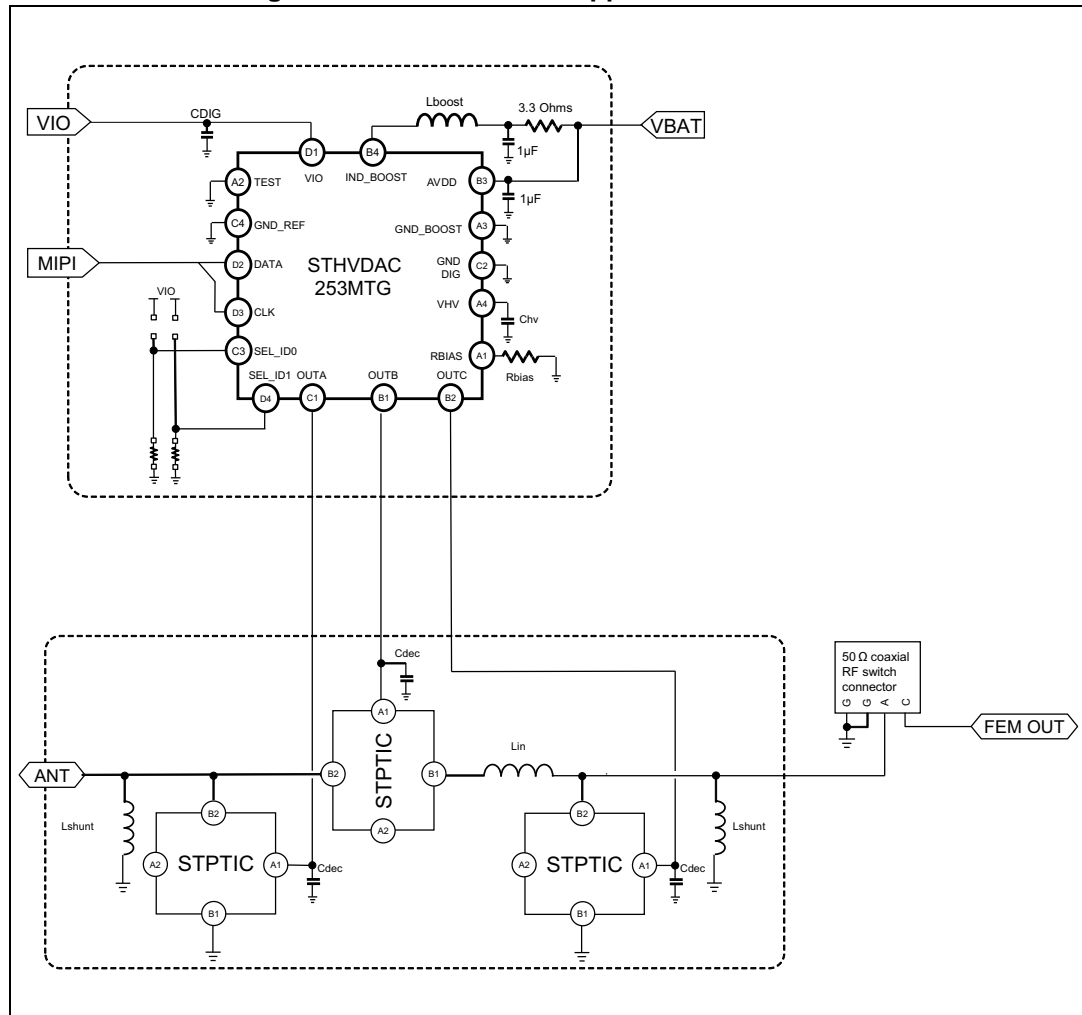 VIO
CDIG
Lboost
3.3 Ohms
VBAT
1µF
D1
B4
VIO
IND_BOOST
AVDD
B3
1µF
A2
TEST
C4
GND_REF
GND_BOOST
A3
MIPI
D2
DATA
STHVDAC
253MTG
GND
DIG
C2
VIO
D3
CLK
VHV
A4
Chv
C3
SEL_ID0
RBIAS
A1
Rbias
SEL_ID1
OUTA
OUTB
OUTC
D4
C1
B1
B2
Cdec
50 Ω coaxial
RF switch
connector
G
G
A
C
FEM OUT
A1
STPTIC
B2
B1
A2
Lin
ANT
Lshunt
B2
A2
STPTIC
A1
B1
Cdec
B2
A2
STPTIC
A1
B1
Cdec
Lshunt